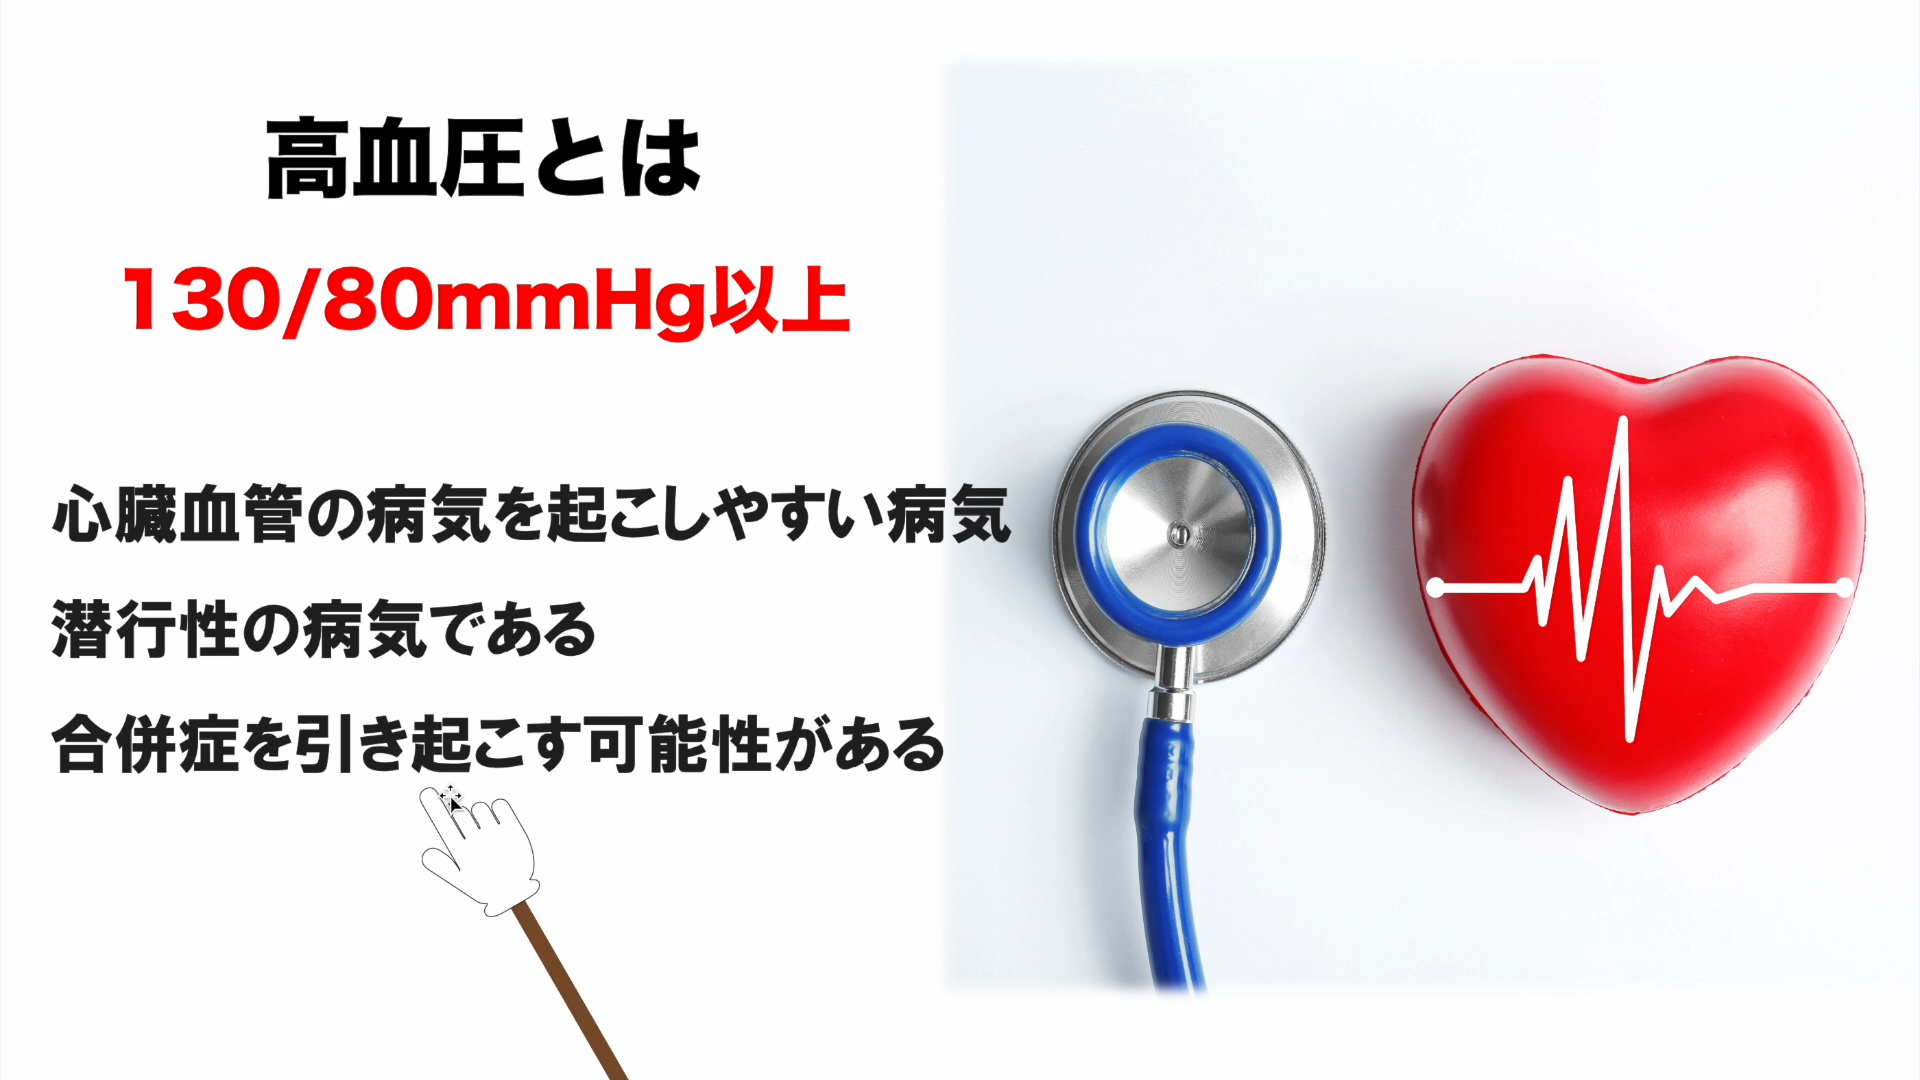 高血圧とは
130/80mmHg以上
心臓血管の病気を起こしやすい病気
潜行性の病気である
合併症を引き起こす可能性がある